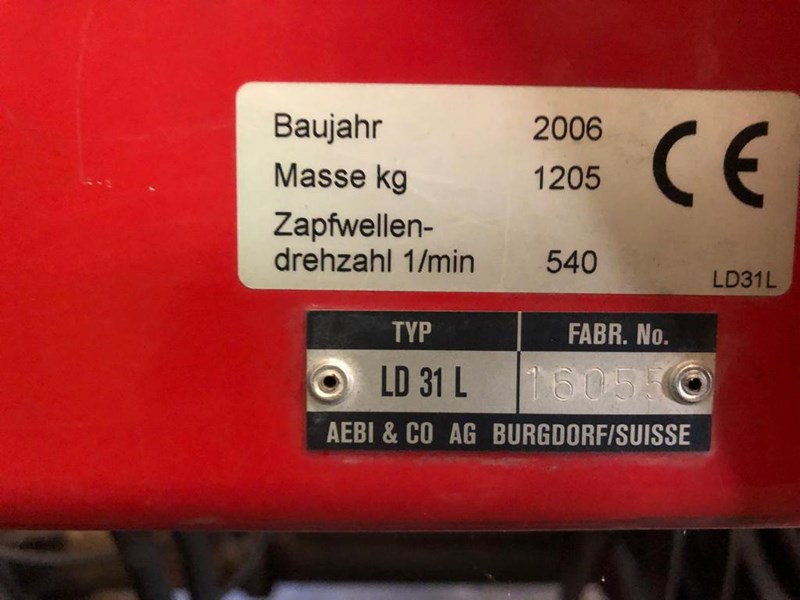 Baujahr 2006
Masse kg 1205
CE
Zapfwellen-
drehzahl 1/min 540
LD31L
TYP FABR. No.
LD 31 L 16055
AEBI & CO AG BURGDORF/SUISSE